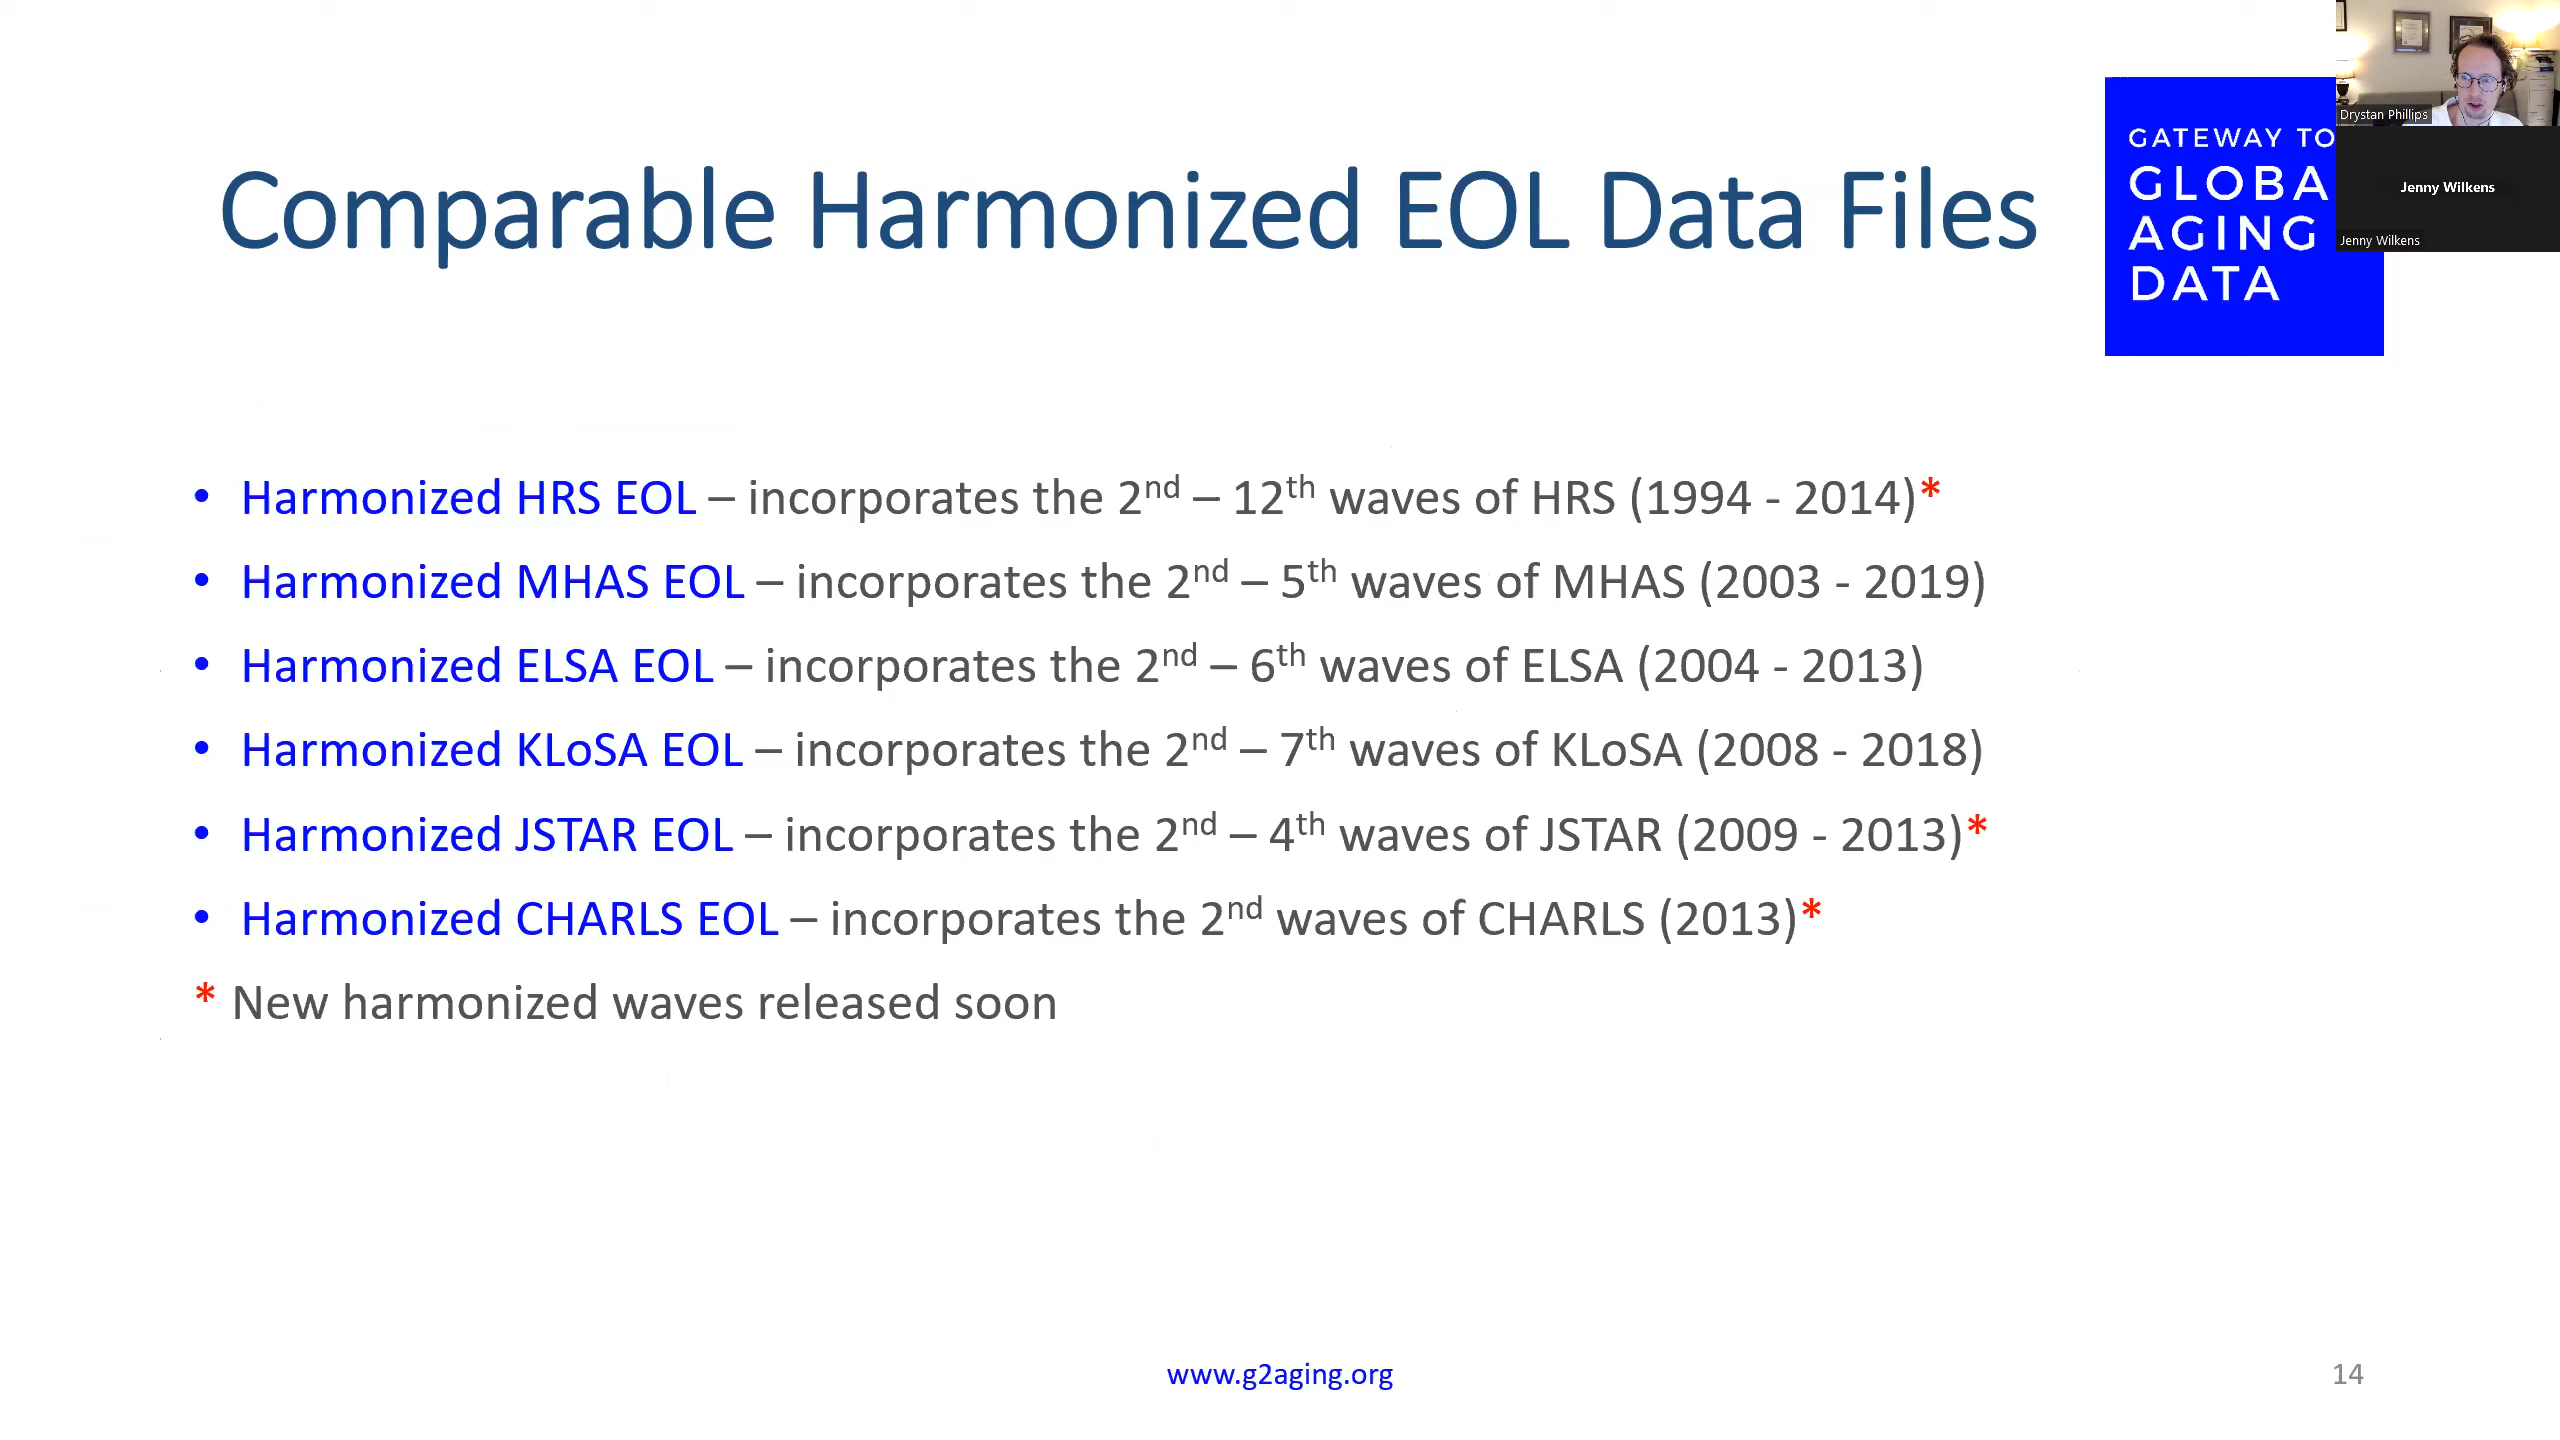 Comparable Harmonized EOL Data Files
GATEWAY TO
GLOBA
AGING
DATA
Drystan Phillips
Jenny Wilkens
Jenny Wilkens
• Harmonized HRS EOL – incorporates the 2nd – 12th waves of HRS (1994 - 2014)*
• Harmonized MHAS EOL – incorporates the 2nd – 5th waves of MHAS (2003 - 2019)
• Harmonized ELSA EOL – incorporates the 2nd – 6th waves of ELSA (2004 - 2013)
• Harmonized KLoSA EOL – incorporates the 2nd – 7th waves of KLoSA (2008 - 2018)
• Harmonized JSTAR EOL – incorporates the 2nd – 4th waves of JSTAR (2009 - 2013)*
• Harmonized CHARLS EOL – incorporates the 2nd waves of CHARLS (2013)*
* New harmonized waves released soon
www.g2aging.org
14